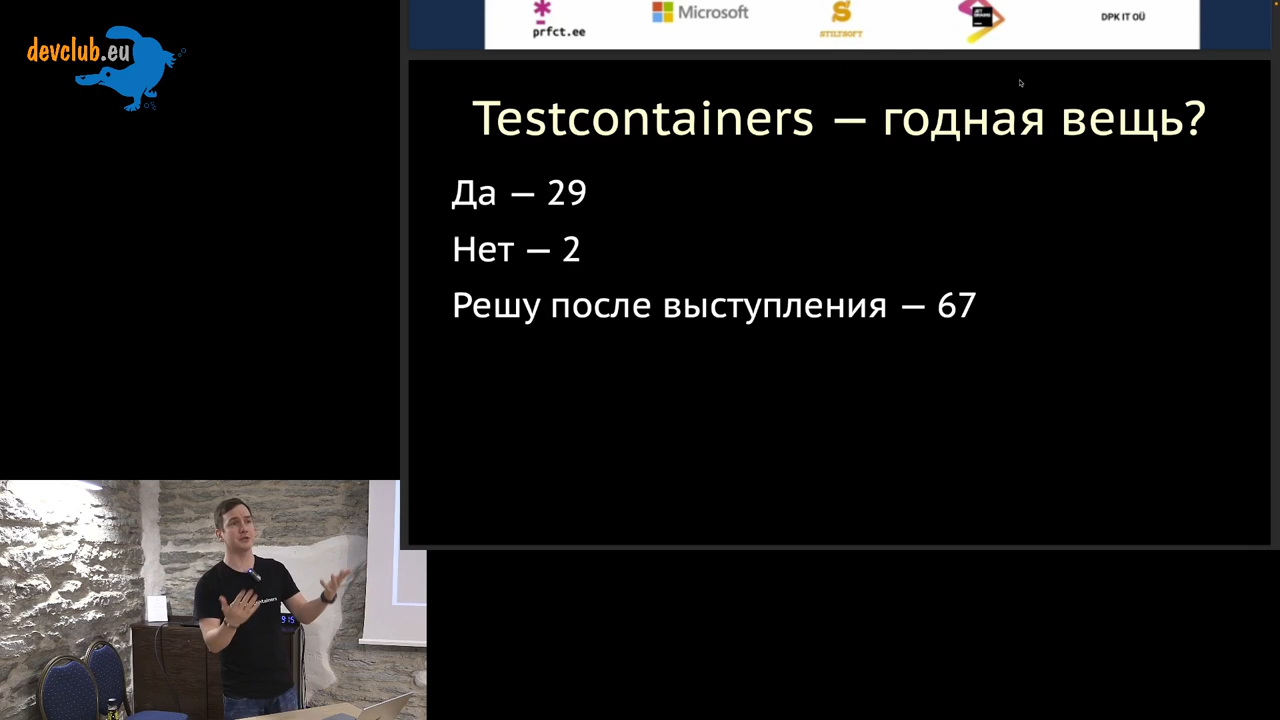 devclub.eu
prfct.ee
Microsoft
STILTSOFT
DPK IT OÜ
Testcontainers — годная вещь?
Да — 29
Нет — 2
Решу после выступления — 67